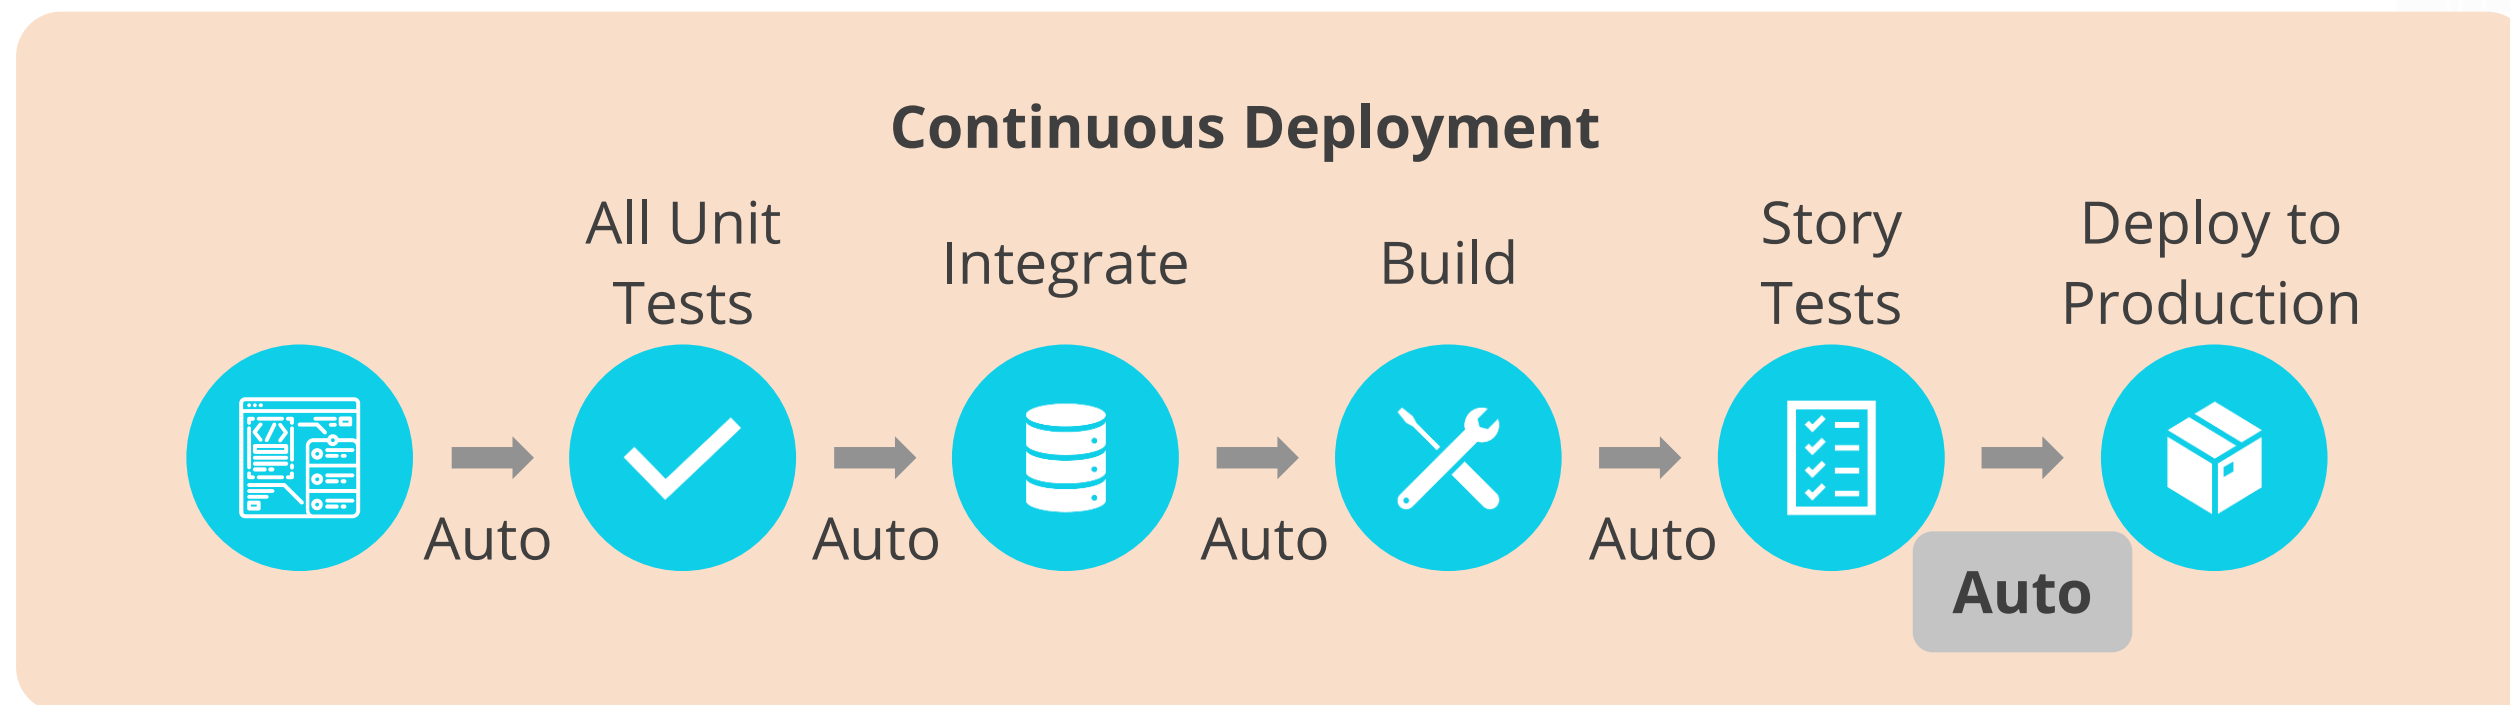 Continuous Deployment
All Unit
Tests
Integrate
Build
Story
Tests
Deploy to
Production
Auto
Auto
Auto
Auto
Auto